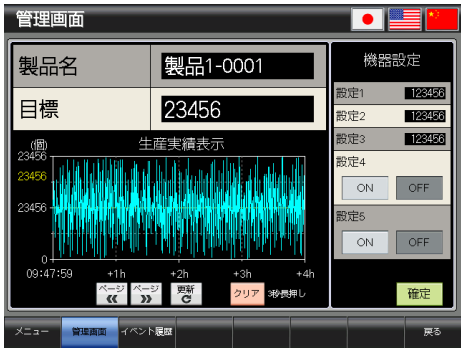 管理画面
製品名 製品1-0001
目標 23456
(個) 生産実績表示
23456
23456
23456
0
09:47:59 +1h +2h +3h +4h
ページ ページ 更新 クリア 3秒長押し
機器設定
設定1 123456
設定2 123456
設定3 123456
設定4
ON OFF
設定5
ON OFF
確定
メニュー 管理画面 イベント履歴 戻る